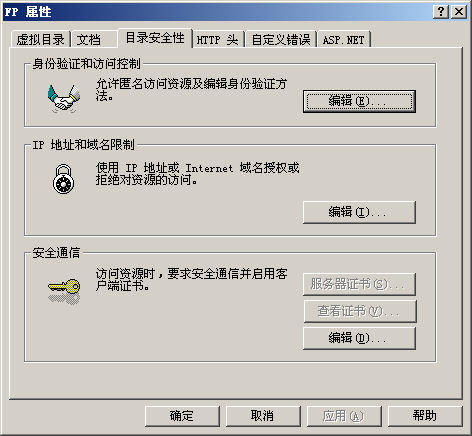 FP 属性
虚拟目录 文档 目录安全性 HTTP 头 自定义错误 ASP.NET
身份验证和访问控制
允许匿名访问资源及编辑身份验证方
法。
编辑(E)...
IP 地址和域名限制
使用 IP 地址或 Internet 域名授权或
拒绝对资源的访问。
编辑(I)...
安全通信
访问资源时，要求安全通信并启用客
户端证书。
服务器证书(S)...
查看证书(V)...
编辑(D)...
确定 取消 应用(A) 帮助